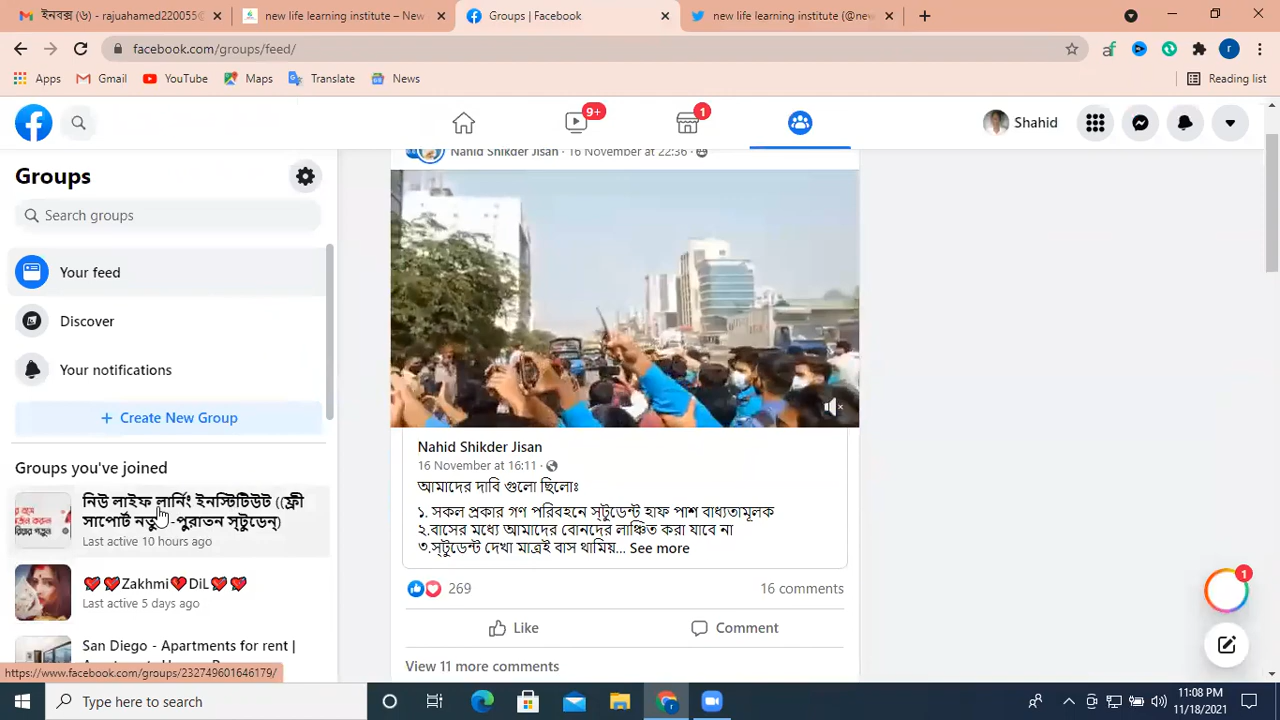 ইনবক্স (৬) - rajuahamed220055@
new life learning institute – New
Groups | Facebook
new life learning institute (@new
facebook.com/groups/feed/
Apps
Gmail
YouTube
Maps
Translate
News
Reading list
9+
1
Shahid
Groups
Search groups
Your feed
Discover
Your notifications
+ Create New Group
Groups you've joined
নিউ লাইফ লার্নিং ইনস্টিটিউট ((ফ্রী
সাপোর্ট নতুন-পুরাতন স্টুডেন্ট)
Last active 10 hours ago
Zakhmi DiL
Last active 5 days ago
San Diego - Apartments for rent |
https://www.facebook.com/groups/232749601646179/
Nahid Shikder Jisan · 16 November at 22:36 ·
Nahid Shikder Jisan
16 November at 16:11 ·
আমাদের দাবি গুলো ছিলোঃ
১. সকল প্রকার গণ পরিবহনে স্টুডেন্ট হাফ পাশ বাধ্যতামূলক
২.বাসের মধ্যে আমাদের বোনদের লাঞ্চিত করা যাবে না
৩.স্টুডেন্ট দেখা মাত্রই বাস থামিয়... See more
269
16 comments
Like
Comment
View 11 more comments
1
Type here to search
11:08 PM
11/18/2021